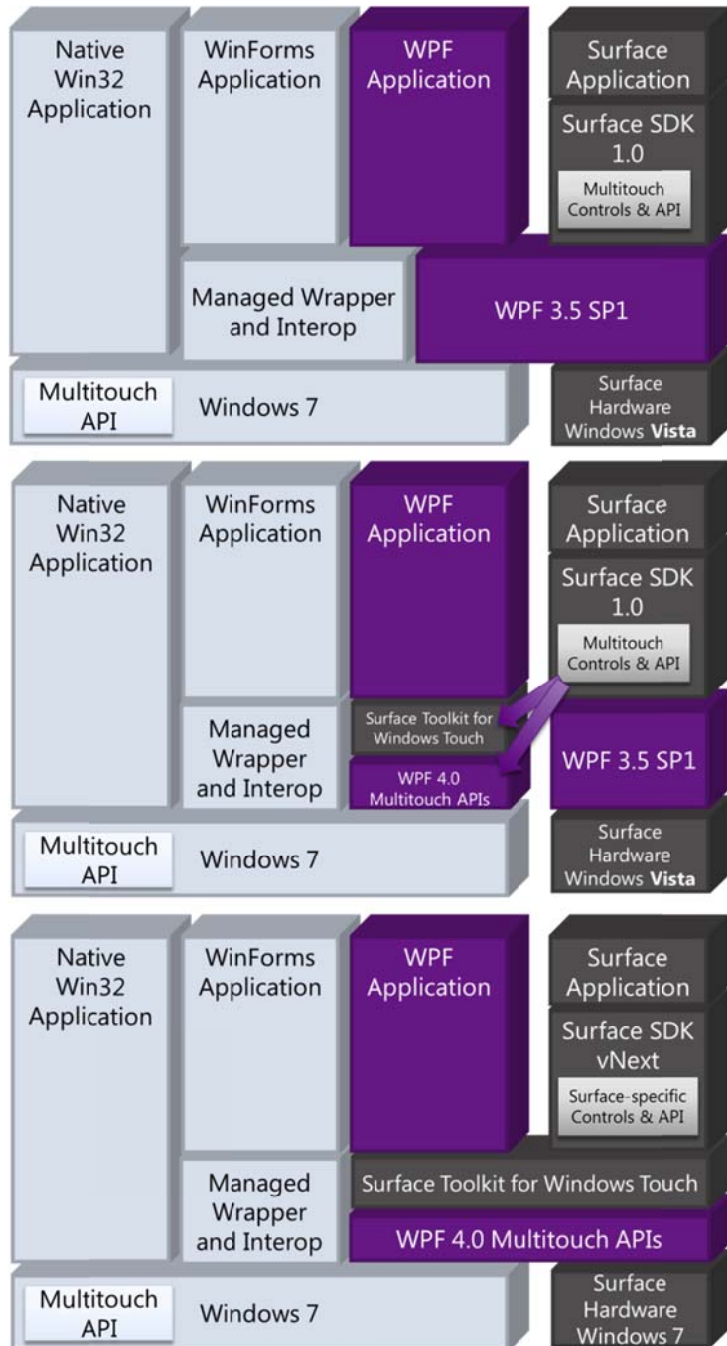 Native
Win32
Application
WinForms
Application
WPF
Application
Surface
Application
Surface SDK
1.0
Multitouch
Controls & API
Managed Wrapper
and Interop
WPF 3.5 SP1
Multitouch
API
Windows 7
Surface
Hardware
Windows Vista
Native
Win32
Application
WinForms
Application
WPF
Application
Surface
Application
Surface SDK
1.0
Multitouch
Controls & API
Managed
Wrapper
and Interop
Surface Toolkit for
Windows Touch
WPF 4.0
Multitouch APIs
WPF 3.5 SP1
Multitouch
API
Windows 7
Surface
Hardware
Windows Vista
Native
Win32
Application
WinForms
Application
WPF
Application
Surface
Application
Surface SDK
vNext
Surface-specific
Controls & API
Managed
Wrapper
and Interop
Surface Toolkit for Windows Touch
WPF 4.0 Multitouch APIs
Multitouch
API
Windows 7
Surface
Hardware
Windows 7